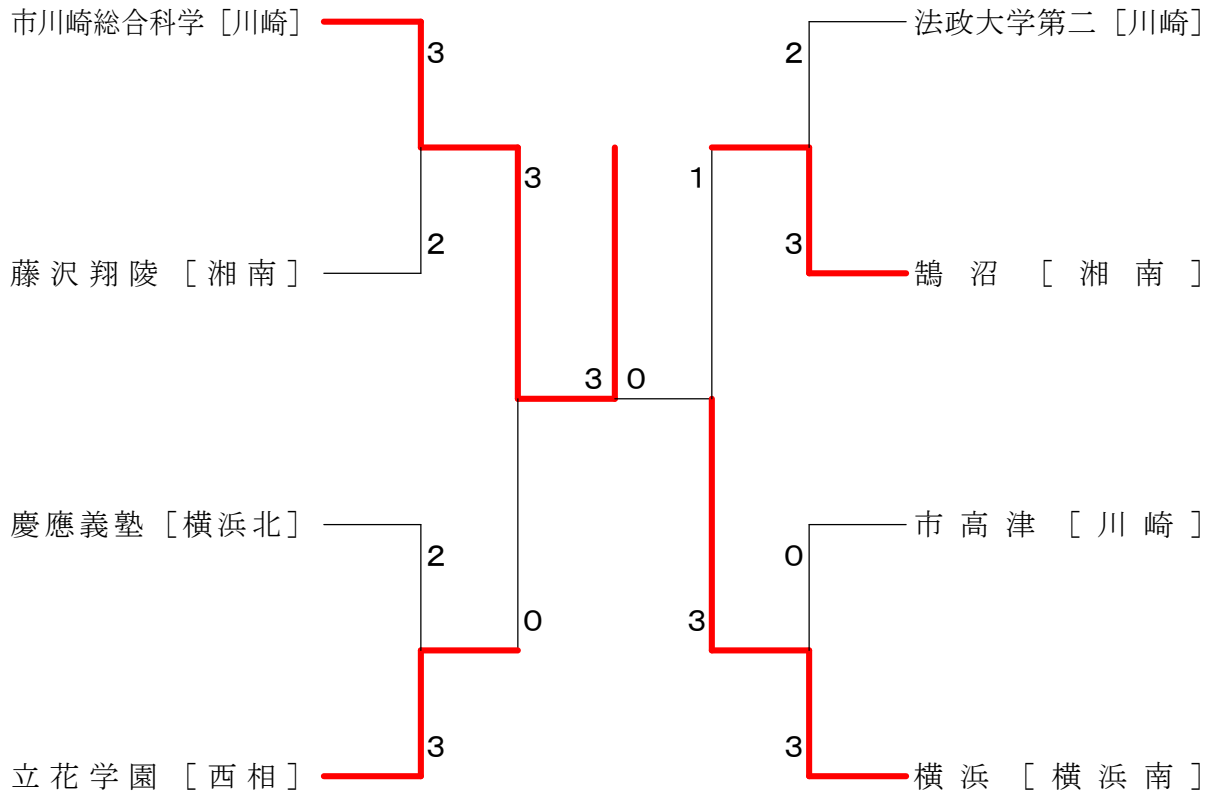 市川崎総合科学［川崎］
法政大学第二［川崎］
3
2
3
1
2
3
藤沢翔陵［湘南］
鵠沼［湘南］
3 0
慶應義塾［横浜北］
市高津［川崎］
2
0
0
3
3
3
立花学園［西相］
横浜［横浜南］